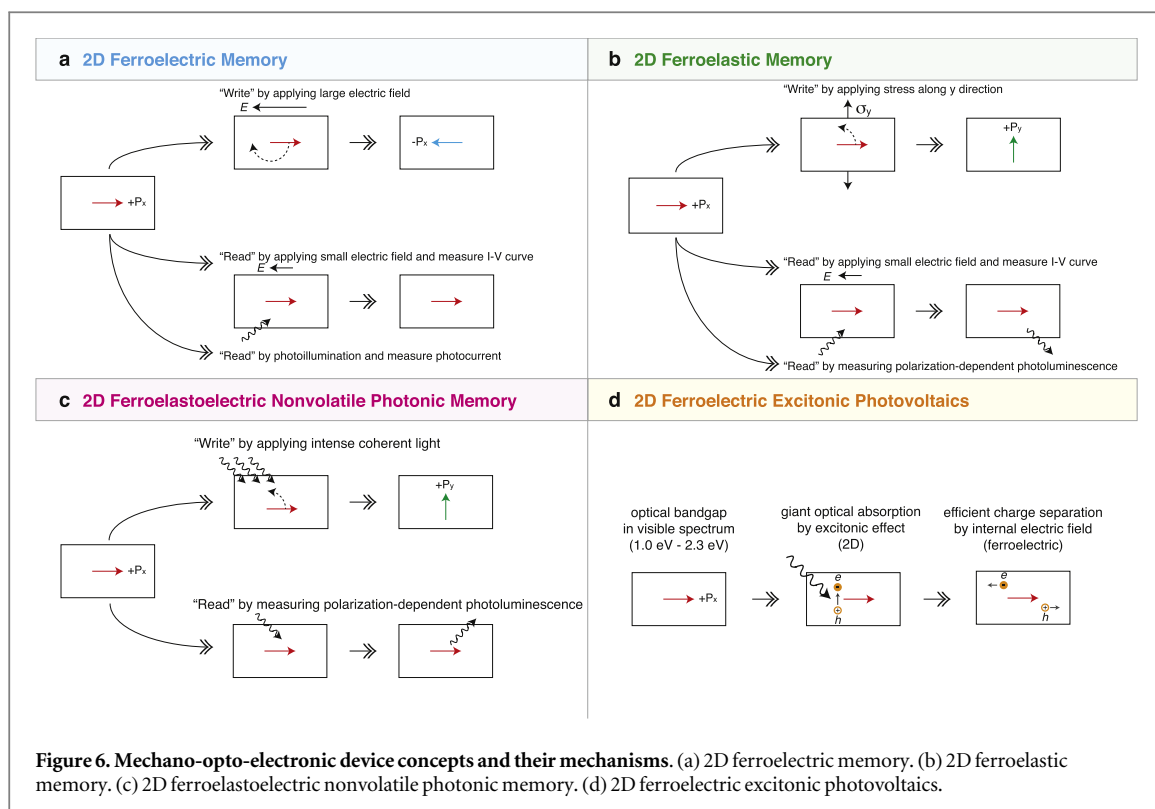 a 2D Ferroelectric Memory
"Write" by applying large electric field
E
-Px
+Px
"Read" by applying small electric field and measure I-V curve
E
"Read" by photoillumination and measure photocurrent
b 2D Ferroelastic Memory
"Write" by applying stress along y direction
σy
+Py
+Px
"Read" by applying small electric field and measure I-V curve
E
"Read" by measuring polarization-dependent photoluminescence
c 2D Ferroelastoelectric Nonvolatile Photonic Memory
"Write" by applying intense coherent light
+Py
+Px
"Read" by measuring polarization-dependent photoluminescence
d 2D Ferroelectric Excitonic Photovoltaics
optical bandgap
in visible spectrum
(1.0 eV - 2.3 eV)
+Px
giant optical absorption
by excitonic effect
(2D)
e
h
efficient charge separation
by internal electric field
(ferroelectric)
e
h
Figure 6. Mechano-opto-electronic device concepts and their mechanisms. (a) 2D ferroelectric memory. (b) 2D ferroelastic
memory. (c) 2D ferroelastoelectric nonvolatile photonic memory. (d) 2D ferroelectric excitonic photovoltaics.